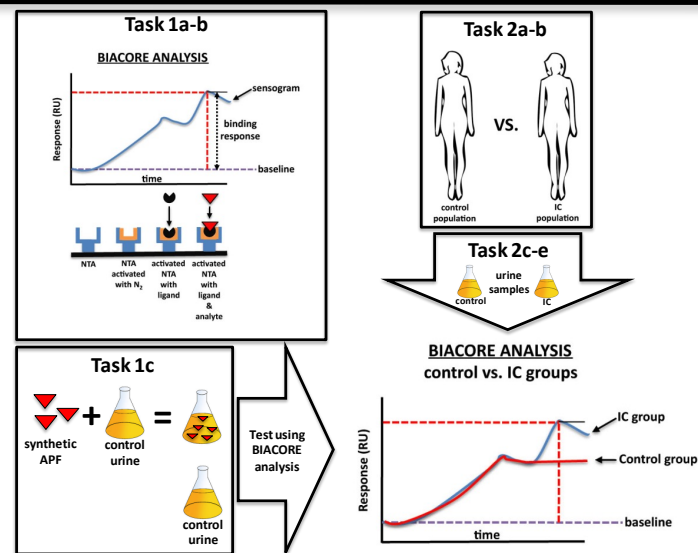 Task 1a-b
BIACORE ANALYSIS
Response (RU)
sensogram
binding
response
baseline
time
NTA
NTA
activated
with N2
activated
NTA
with
ligand
activated
NTA
with
ligand
&
analyte
Task 2a-b
VS.
control
population
IC
population
Task 2c-e
urine
samples
control
IC
Task 1c
+
=
synthetic
APF
control
urine
control
urine
Test using
BIACORE
analysis
BIACORE ANALYSIS
control vs. IC groups
Response (RU)
IC group
Control group
baseline
time